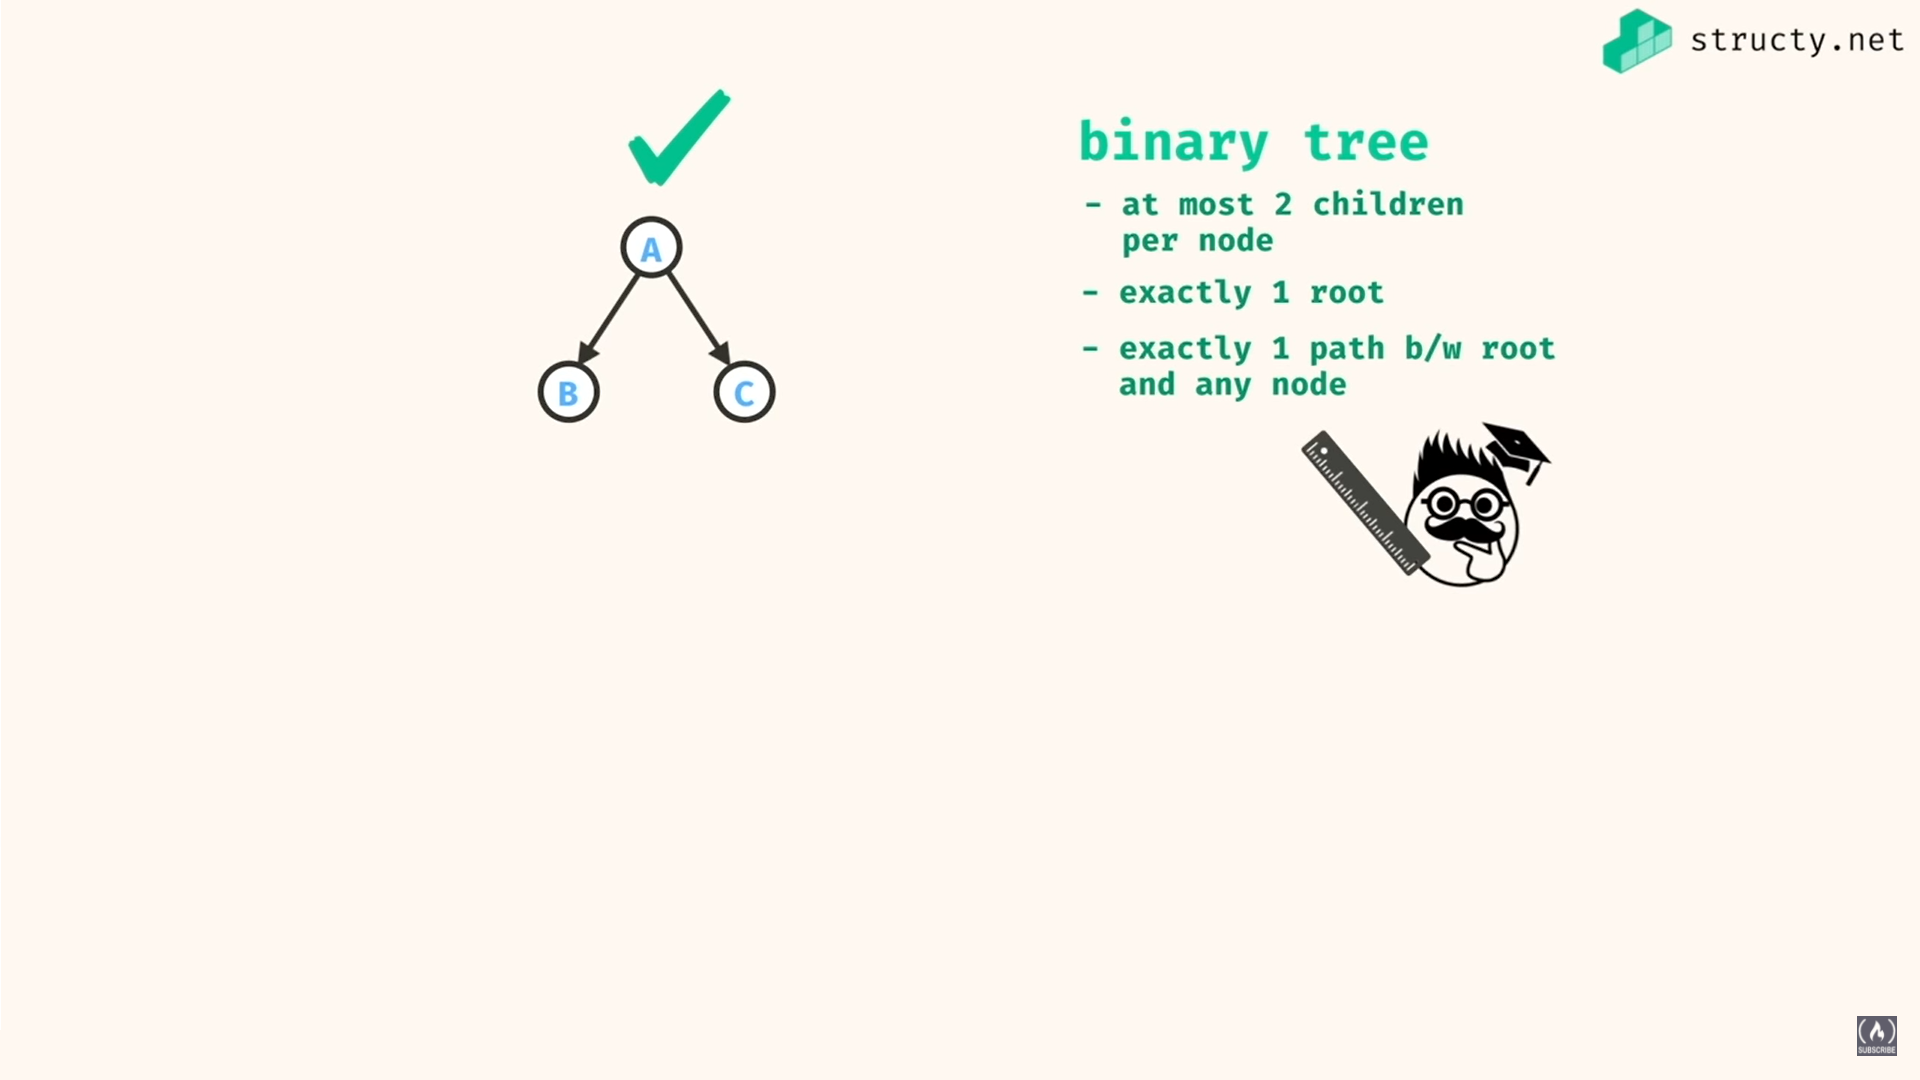 structy.net
binary tree
- at most 2 children
per node
- exactly 1 root
- exactly 1 path b/w root
and any node
A
B
C
SUBSCRIBE